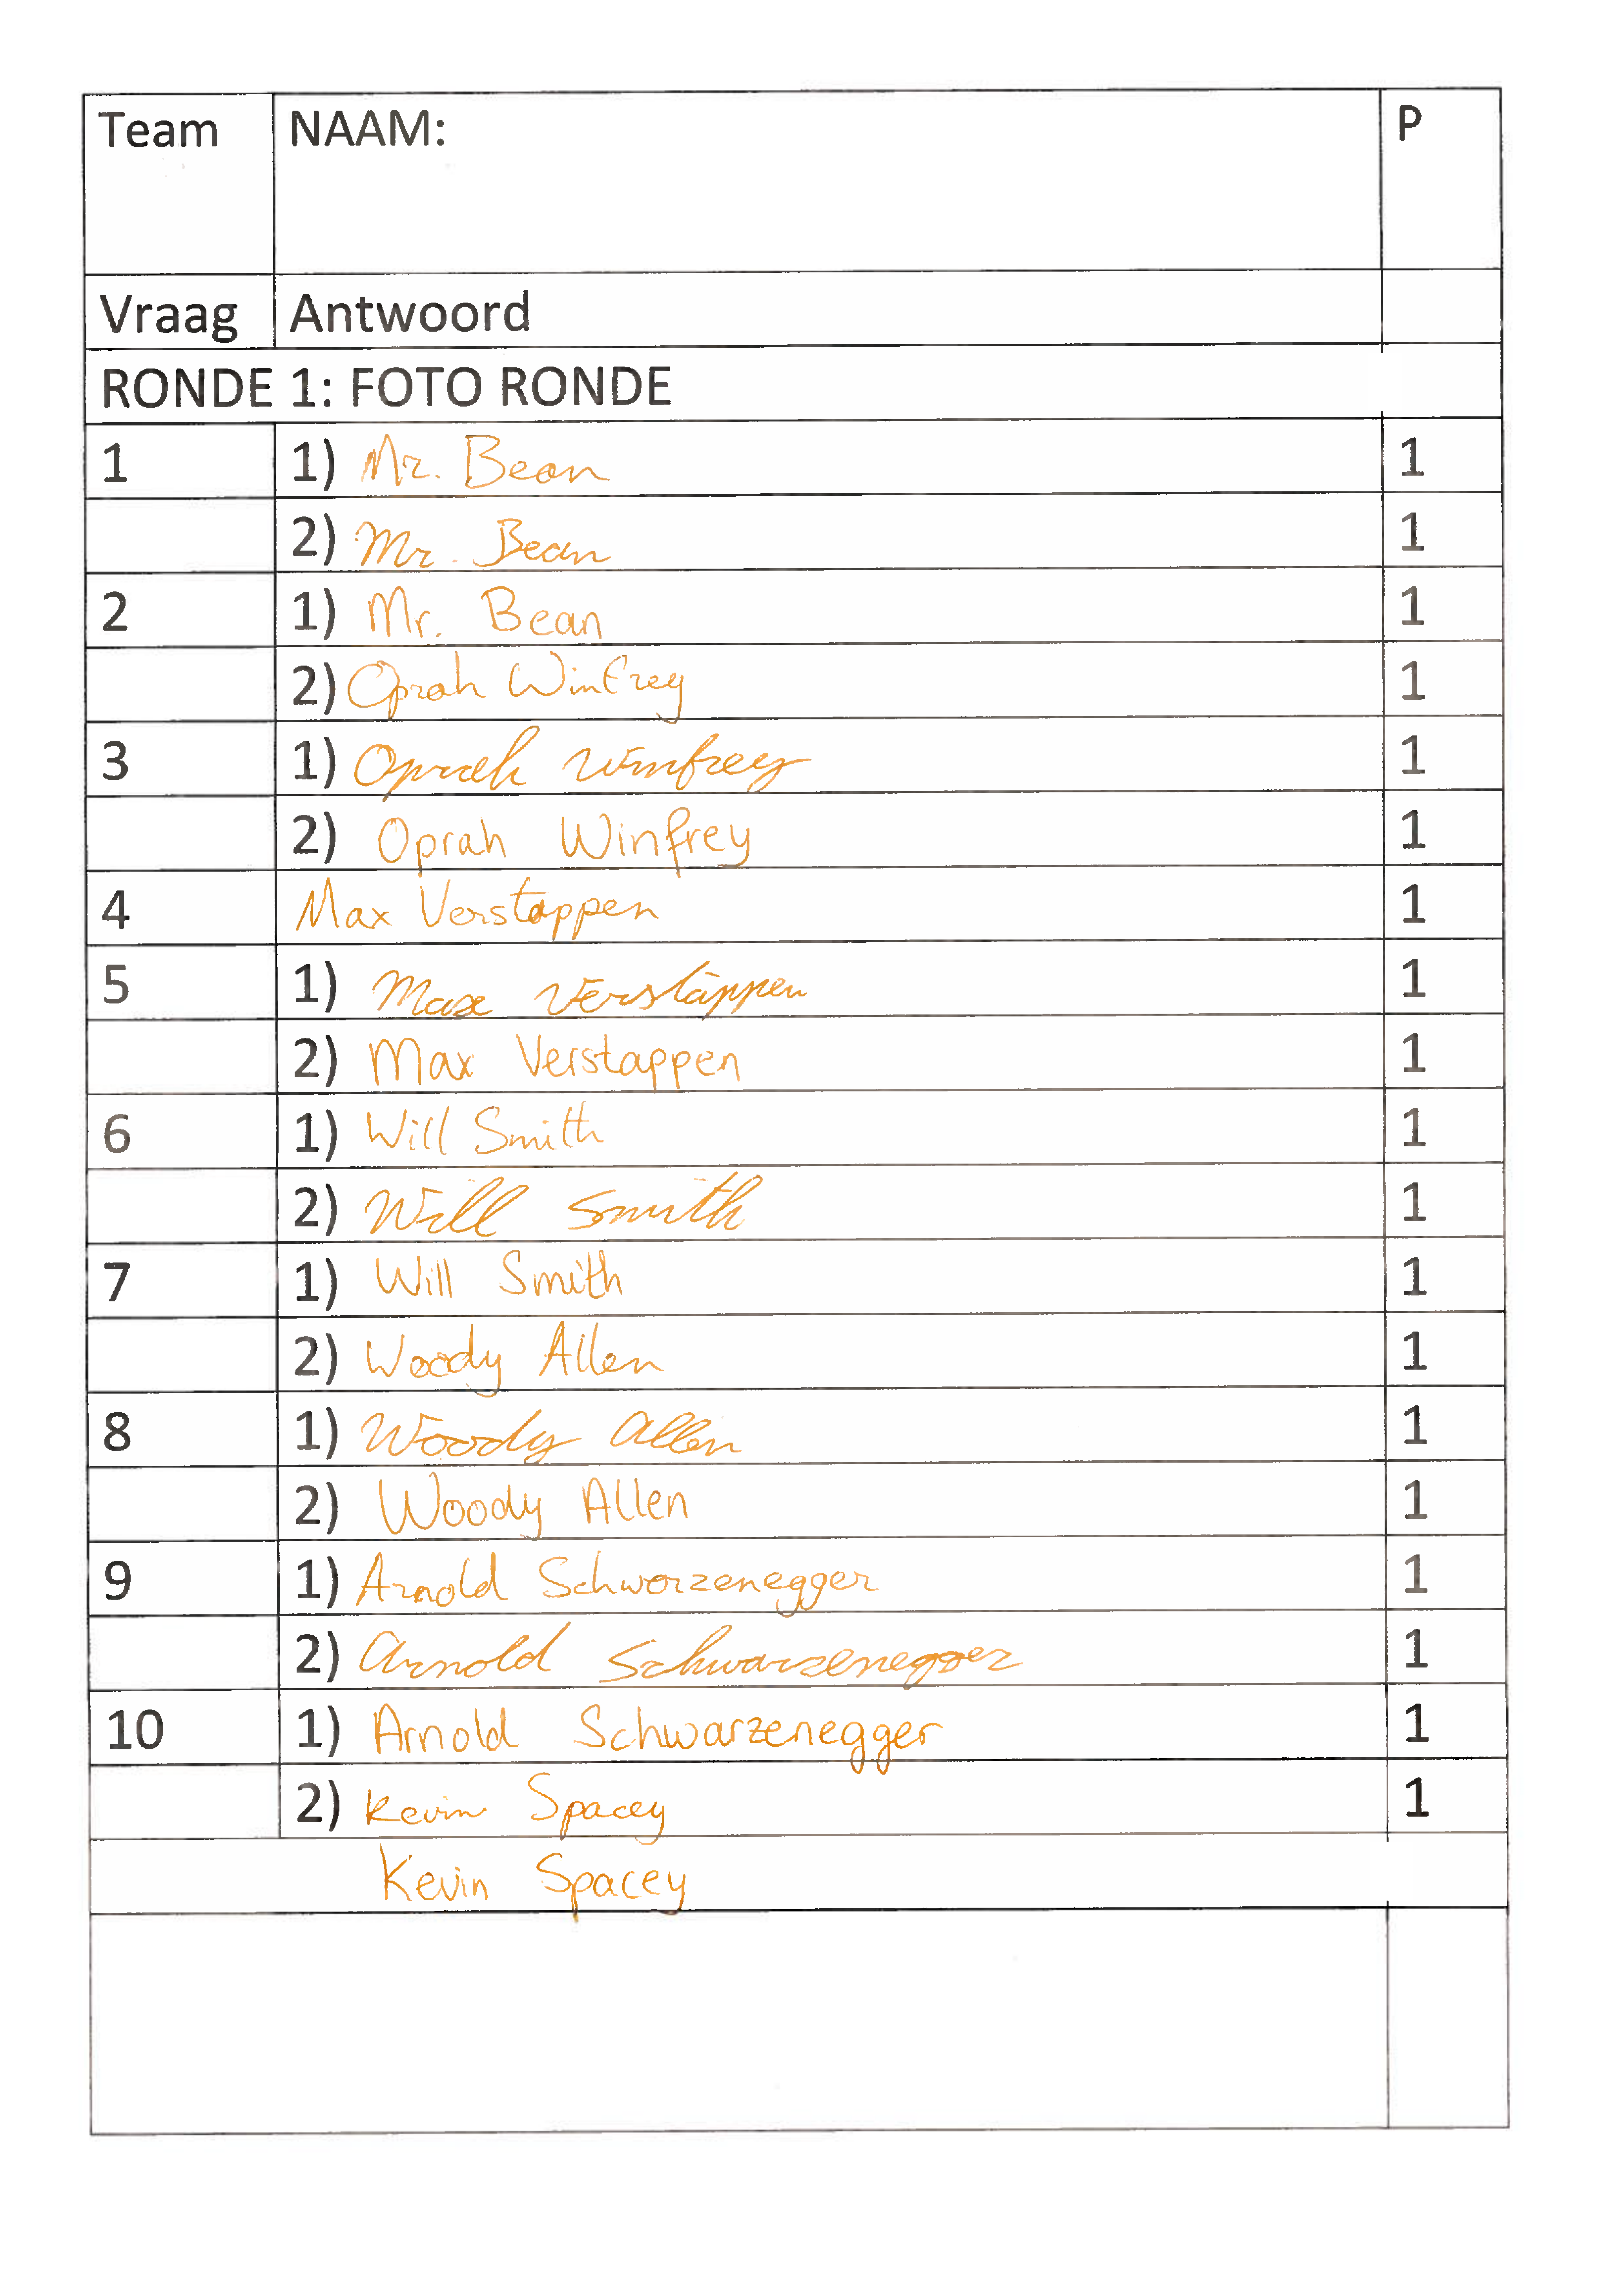 Team NAAM: P
Vraag Antwoord
RONDE 1: FOTO RONDE
1 1) Mr. Bean 1
2) Mr. Bean 1
2 1) Mr. Bean 1
2) Oprah Winfrey 1
3 1) Oprah Winfrey 1
2) Oprah Winfrey 1
4 Max Verstappen 1
5 1) Max Verstappen 1
2) Max Verstappen 1
6 1) Will Smith 1
2) Will Smith 1
7 1) Will Smith 1
2) Woody Allen 1
8 1) Woody Allen 1
2) Woody Allen 1
9 1) Arnold Schwarzenegger 1
2) Arnold Schwarzenegger 1
10 1) Arnold Schwarzenegger 1
2) Kevin Spacey 1
Kevin Spacey